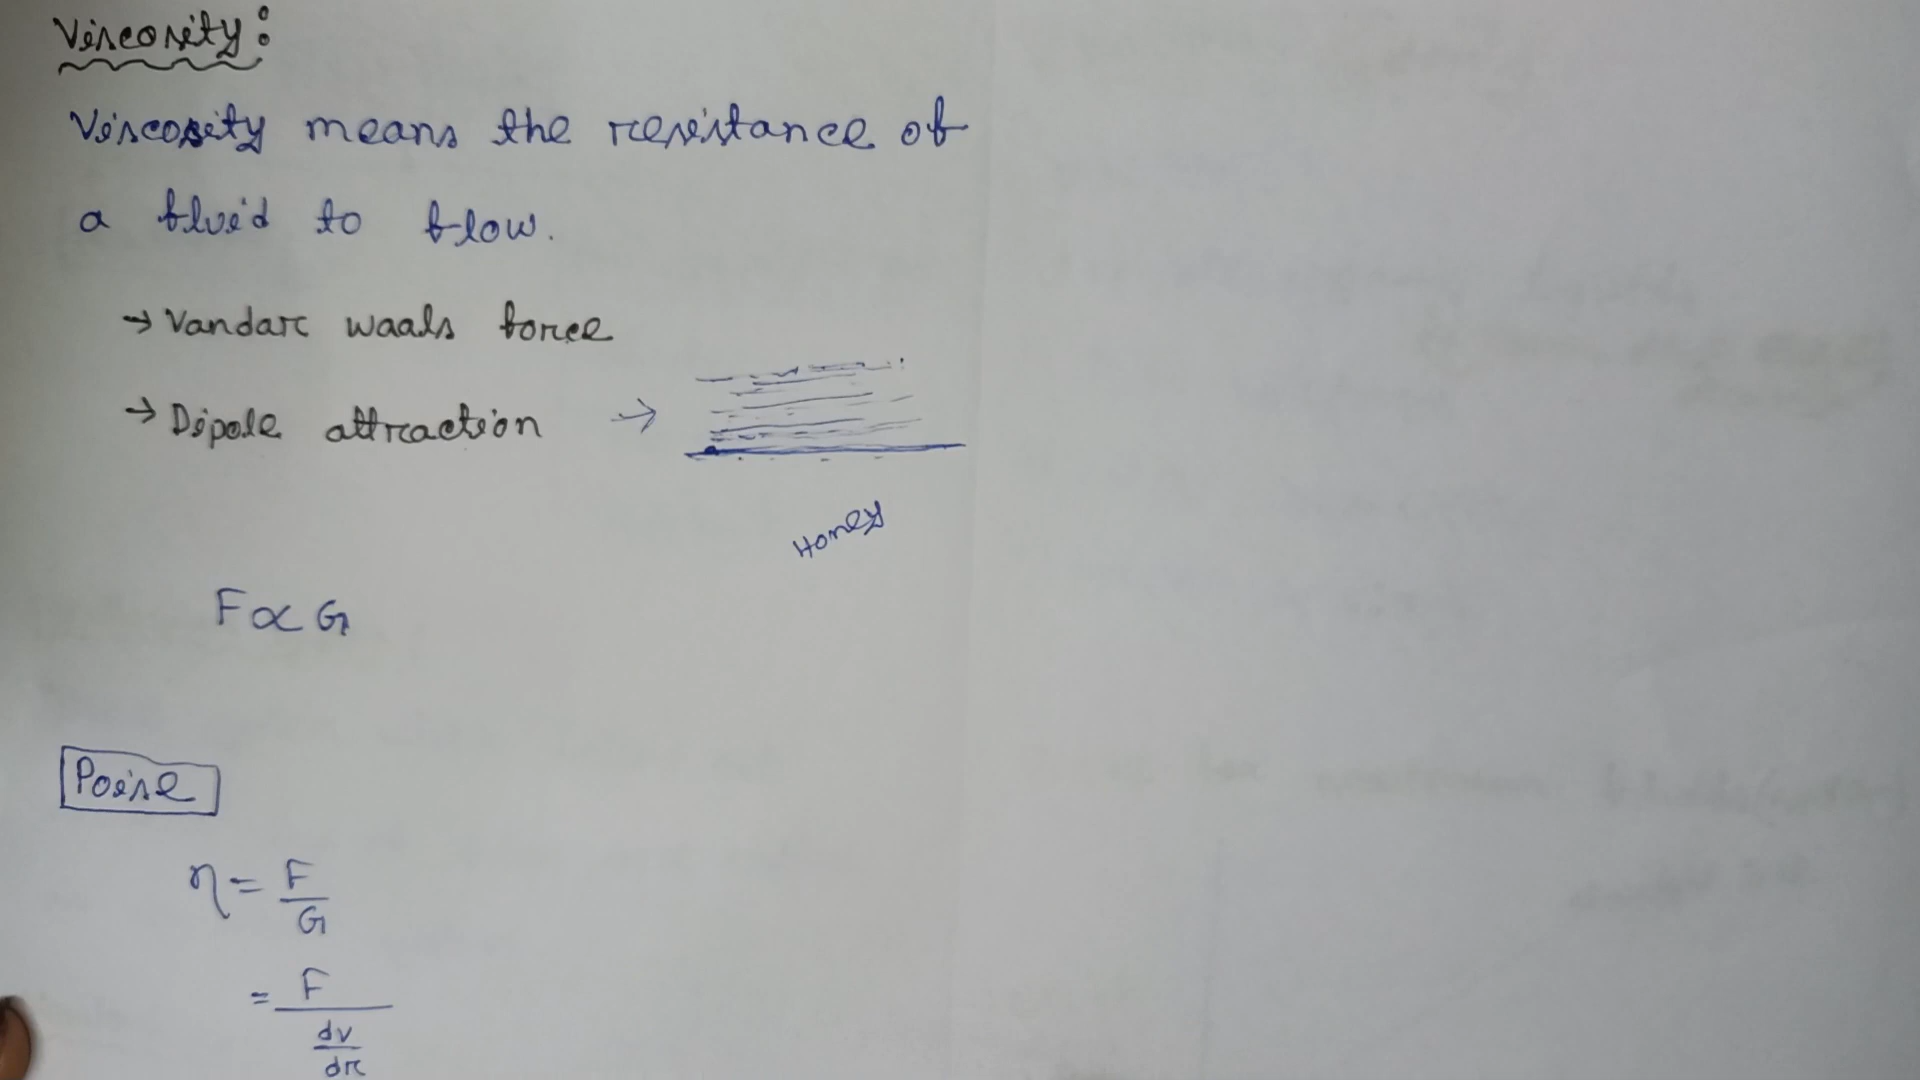 Viscosity:
Viscosity means the resistance of
a fluid to flow.
→ Vandar waals force
→ Dipole attraction →
Honey
F ∝ G
Poise
η = F/G
= F/(dv/dr)